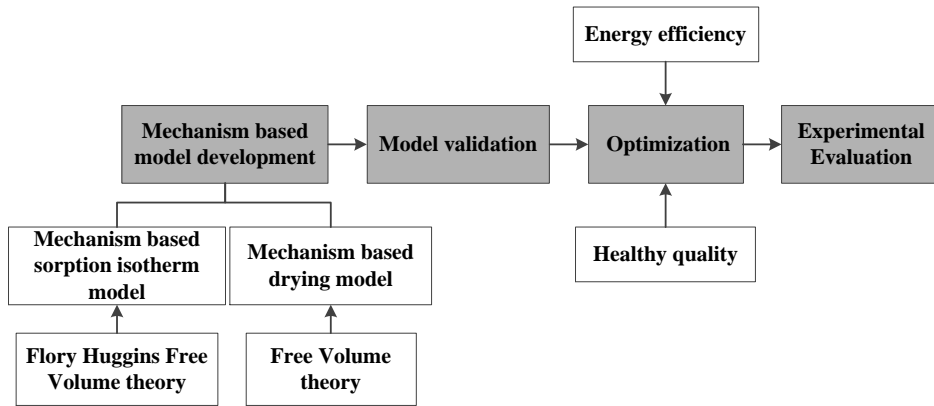 Energy efficiency
Mechanism based
model development
Model validation
Optimization
Experimental
Evaluation
Mechanism based
sorption isotherm
model
Mechanism based
drying model
Healthy quality
Flory Huggins Free
Volume theory
Free Volume
theory